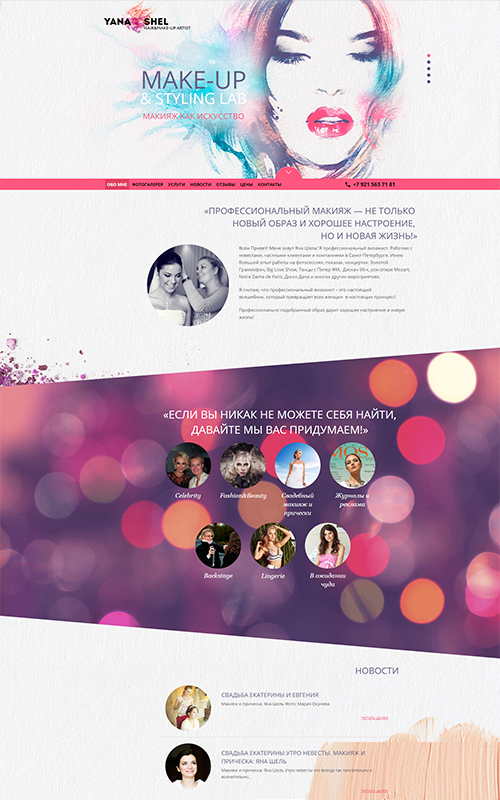 YANA SHEL
HAIR&MAKE-UP ARTIST
MAKE-UP
& STYLING LAB
МАКИЯЖ КАК ИСКУССТВО
ОБО МНЕ ФОТОГАЛЕРЕЯ УСЛУГИ НОВОСТИ ОТЗЫВЫ ЦЕНЫ КОНТАКТЫ +7 921 563 71 81
«ПРОФЕССИОНАЛЬНЫЙ МАКИЯЖ — НЕ ТОЛЬКО
НОВЫЙ ОБРАЗ И ХОРОШЕЕ НАСТРОЕНИЕ,
НО И НОВАЯ ЖИЗНЬ!»
Всем Привет! Меня зовут Яна Шель! Я профессиональный визажист. Работаю с
невестами, частными клиентами и компаниями в Санкт-Петербурге. Имею
большой опыт работы на фотосессиях, показах, концертах: Золотой
Граммофон, Big Love Show, Танцы с Питер ФМ, Дискач 90-х, рок-опере Mozart,
Notre Dame de Paris, Диско Дача и многих других мероприятиях.
Я считаю, что профессиональный визажист – это настоящий
волшебник, который превращает всех женщин в настоящих принцесс!
Профессионально подобранный образ дарит хорошее настроение и новую
жизнь!
«ЕСЛИ ВЫ НИКАК НЕ МОЖЕТЕ СЕБЯ НАЙТИ,
ДАВАЙТЕ МЫ ВАС ПРИДУМАЕМ!»
Celebrity Fashion&Beauty Свадебный Журналы и
макияж и реклама
прически
Backstage Lingerie В ожидании
чуда
НОВОСТИ
СВАДЬБА ЕКАТЕРИНЫ И ЕВГЕНИЯ
Макияж и прическа: Яна Шель Фото: Мария Окунева
Читать далее
СВАДЬБА ЕКАТЕРИНЫ УТРО НЕВЕСТЫ, МАКИЯЖ И
ПРИЧЕСКА: ЯНА ШЕЛЬ
Макияж и прическа: Яна Шель Утро невесты это всегда так трогательно и
волнительно.
Читать далее